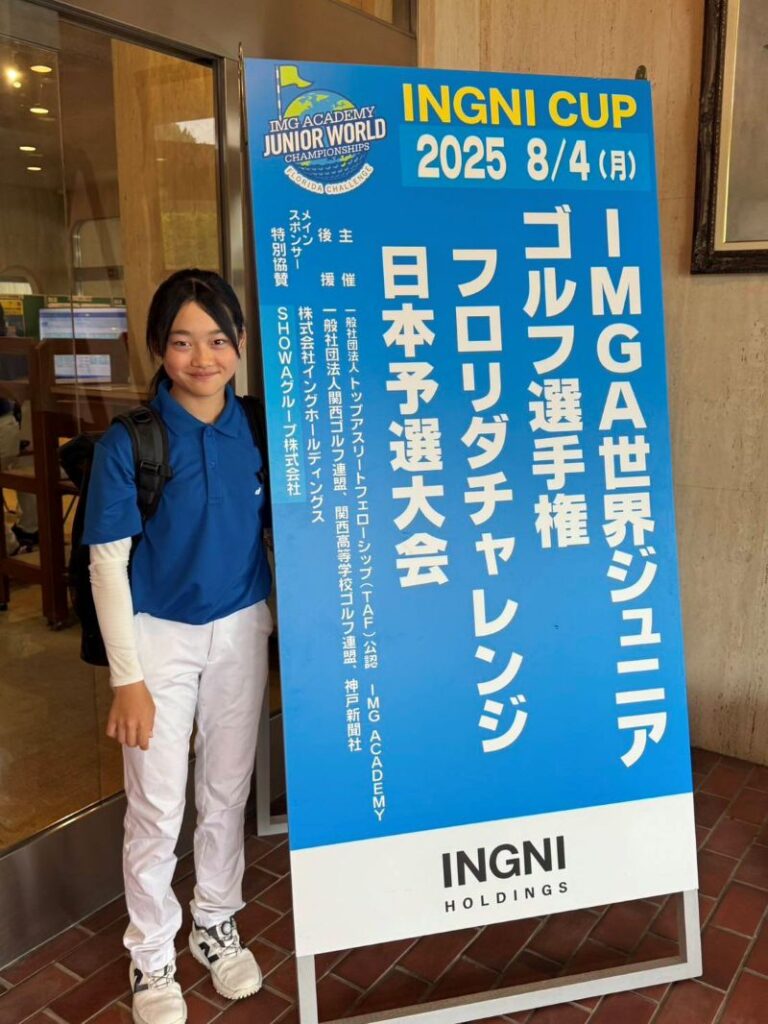 IMG ACADEMY
JUNIOR WORLD
CHAMPIONSHIPS
FLORIDA CHALLENGE
INGNI CUP
2025 8/4(月)
IMGA世界ジュニア
ゴルフ選手権
フロリダチャレンジ
日本予選大会
主催
一般社団法人 トップアスリートフェローシップ(TAF)公認 IMG ACADEMY
後援
一般社団法人関西ゴルフ連盟、関西高等学校ゴルフ連盟、神戸新聞社
メインスポンサー
株式会社イングホールディングス
特別協賛
SHOWAグループ株式会社
INGNI
HOLDINGS